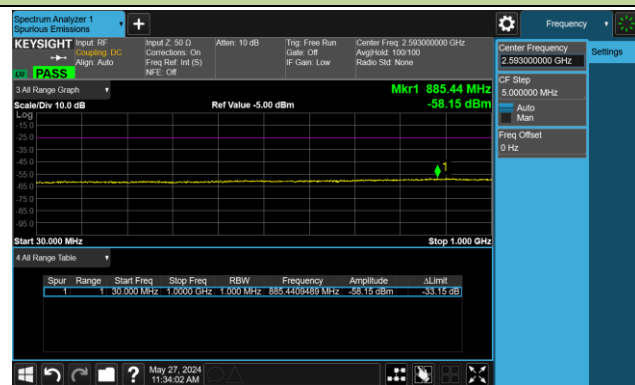 Spectrum Analyzer 1
Spurious Emissions
+
Frequency
KEYSIGHT
Input: RF
Coupling: DC
Align: Auto
Input Z: 50 Ω
Corrections: On
Freq Ref: Int (S)
NFE: Off
Atten: 10 dB
Trig: Free Run
Gate: Off
IF Gain: Low
Center Freq: 2.593000000 GHz
Avg|Hold: 100/100
Radio Std: None
PASS
Center Frequency
2.593000000 GHz
Settings
CF Step
5.000000 MHz
Auto
Man
Freq Offset
0 Hz
3 All Range Graph
Mkr1 885.44 MHz
Scale/Div 10.0 dB
Ref Value -5.00 dBm
-58.15 dBm
Log
-15.0
-25.0
-35.0
-45.0
-55.0
-65.0
-75.0
-85.0
-95.0
1
Start 30.000 MHz
Stop 1.000 GHz
4 All Range Table
Spur Range Start Freq Stop Freq RBW Frequency Amplitude ΔLimit
1 1 30.000 MHz 1.0000 GHz 1.000 MHz 885.4409489 MHz -58.15 dBm -33.15 dB
?
May 27, 2024
11:34:02 AM